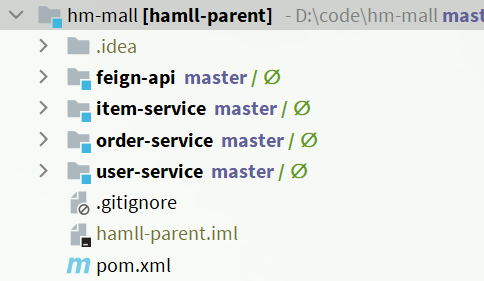 hm-mall [hamll-parent] - D:\code\hm-mall mast
.idea
feign-api master / Ø
item-service master / Ø
order-service master / Ø
user-service master / Ø
.gitignore
hamll-parent.iml
m pom.xml